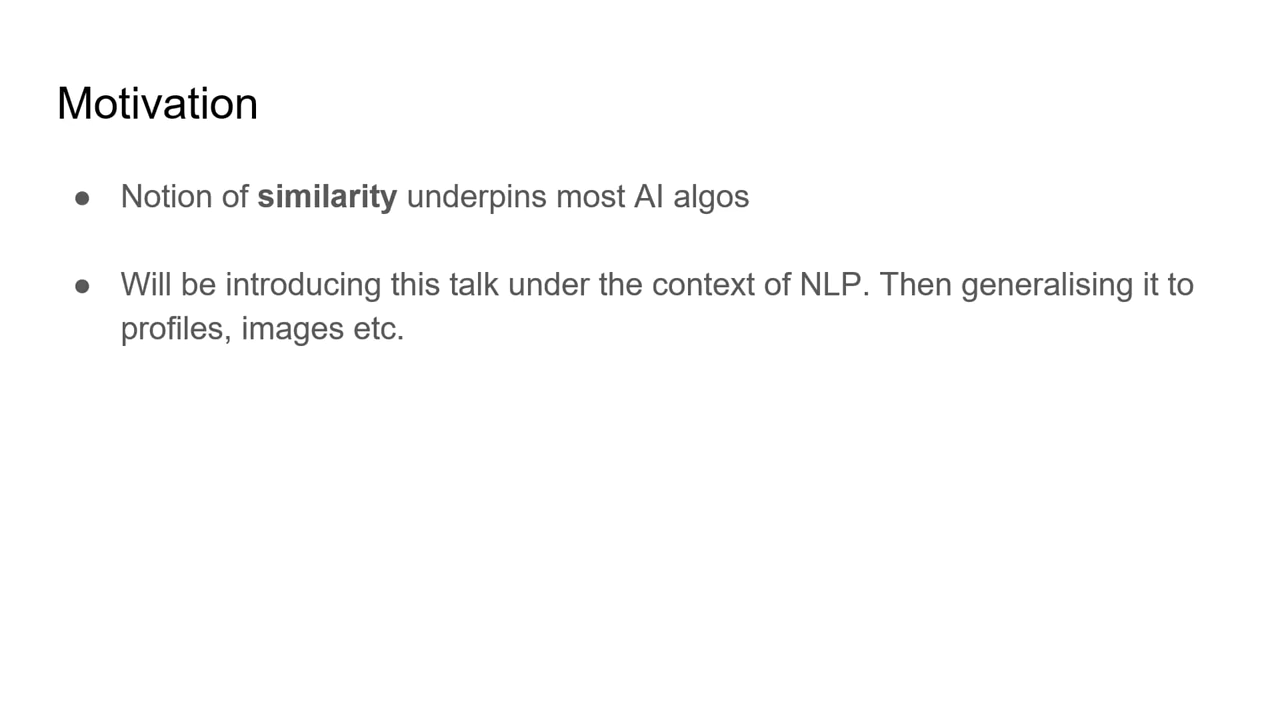 Motivation
● Notion of similarity underpins most AI algos
● Will be introducing this talk under the context of NLP. Then generalising it to
profiles, images etc.